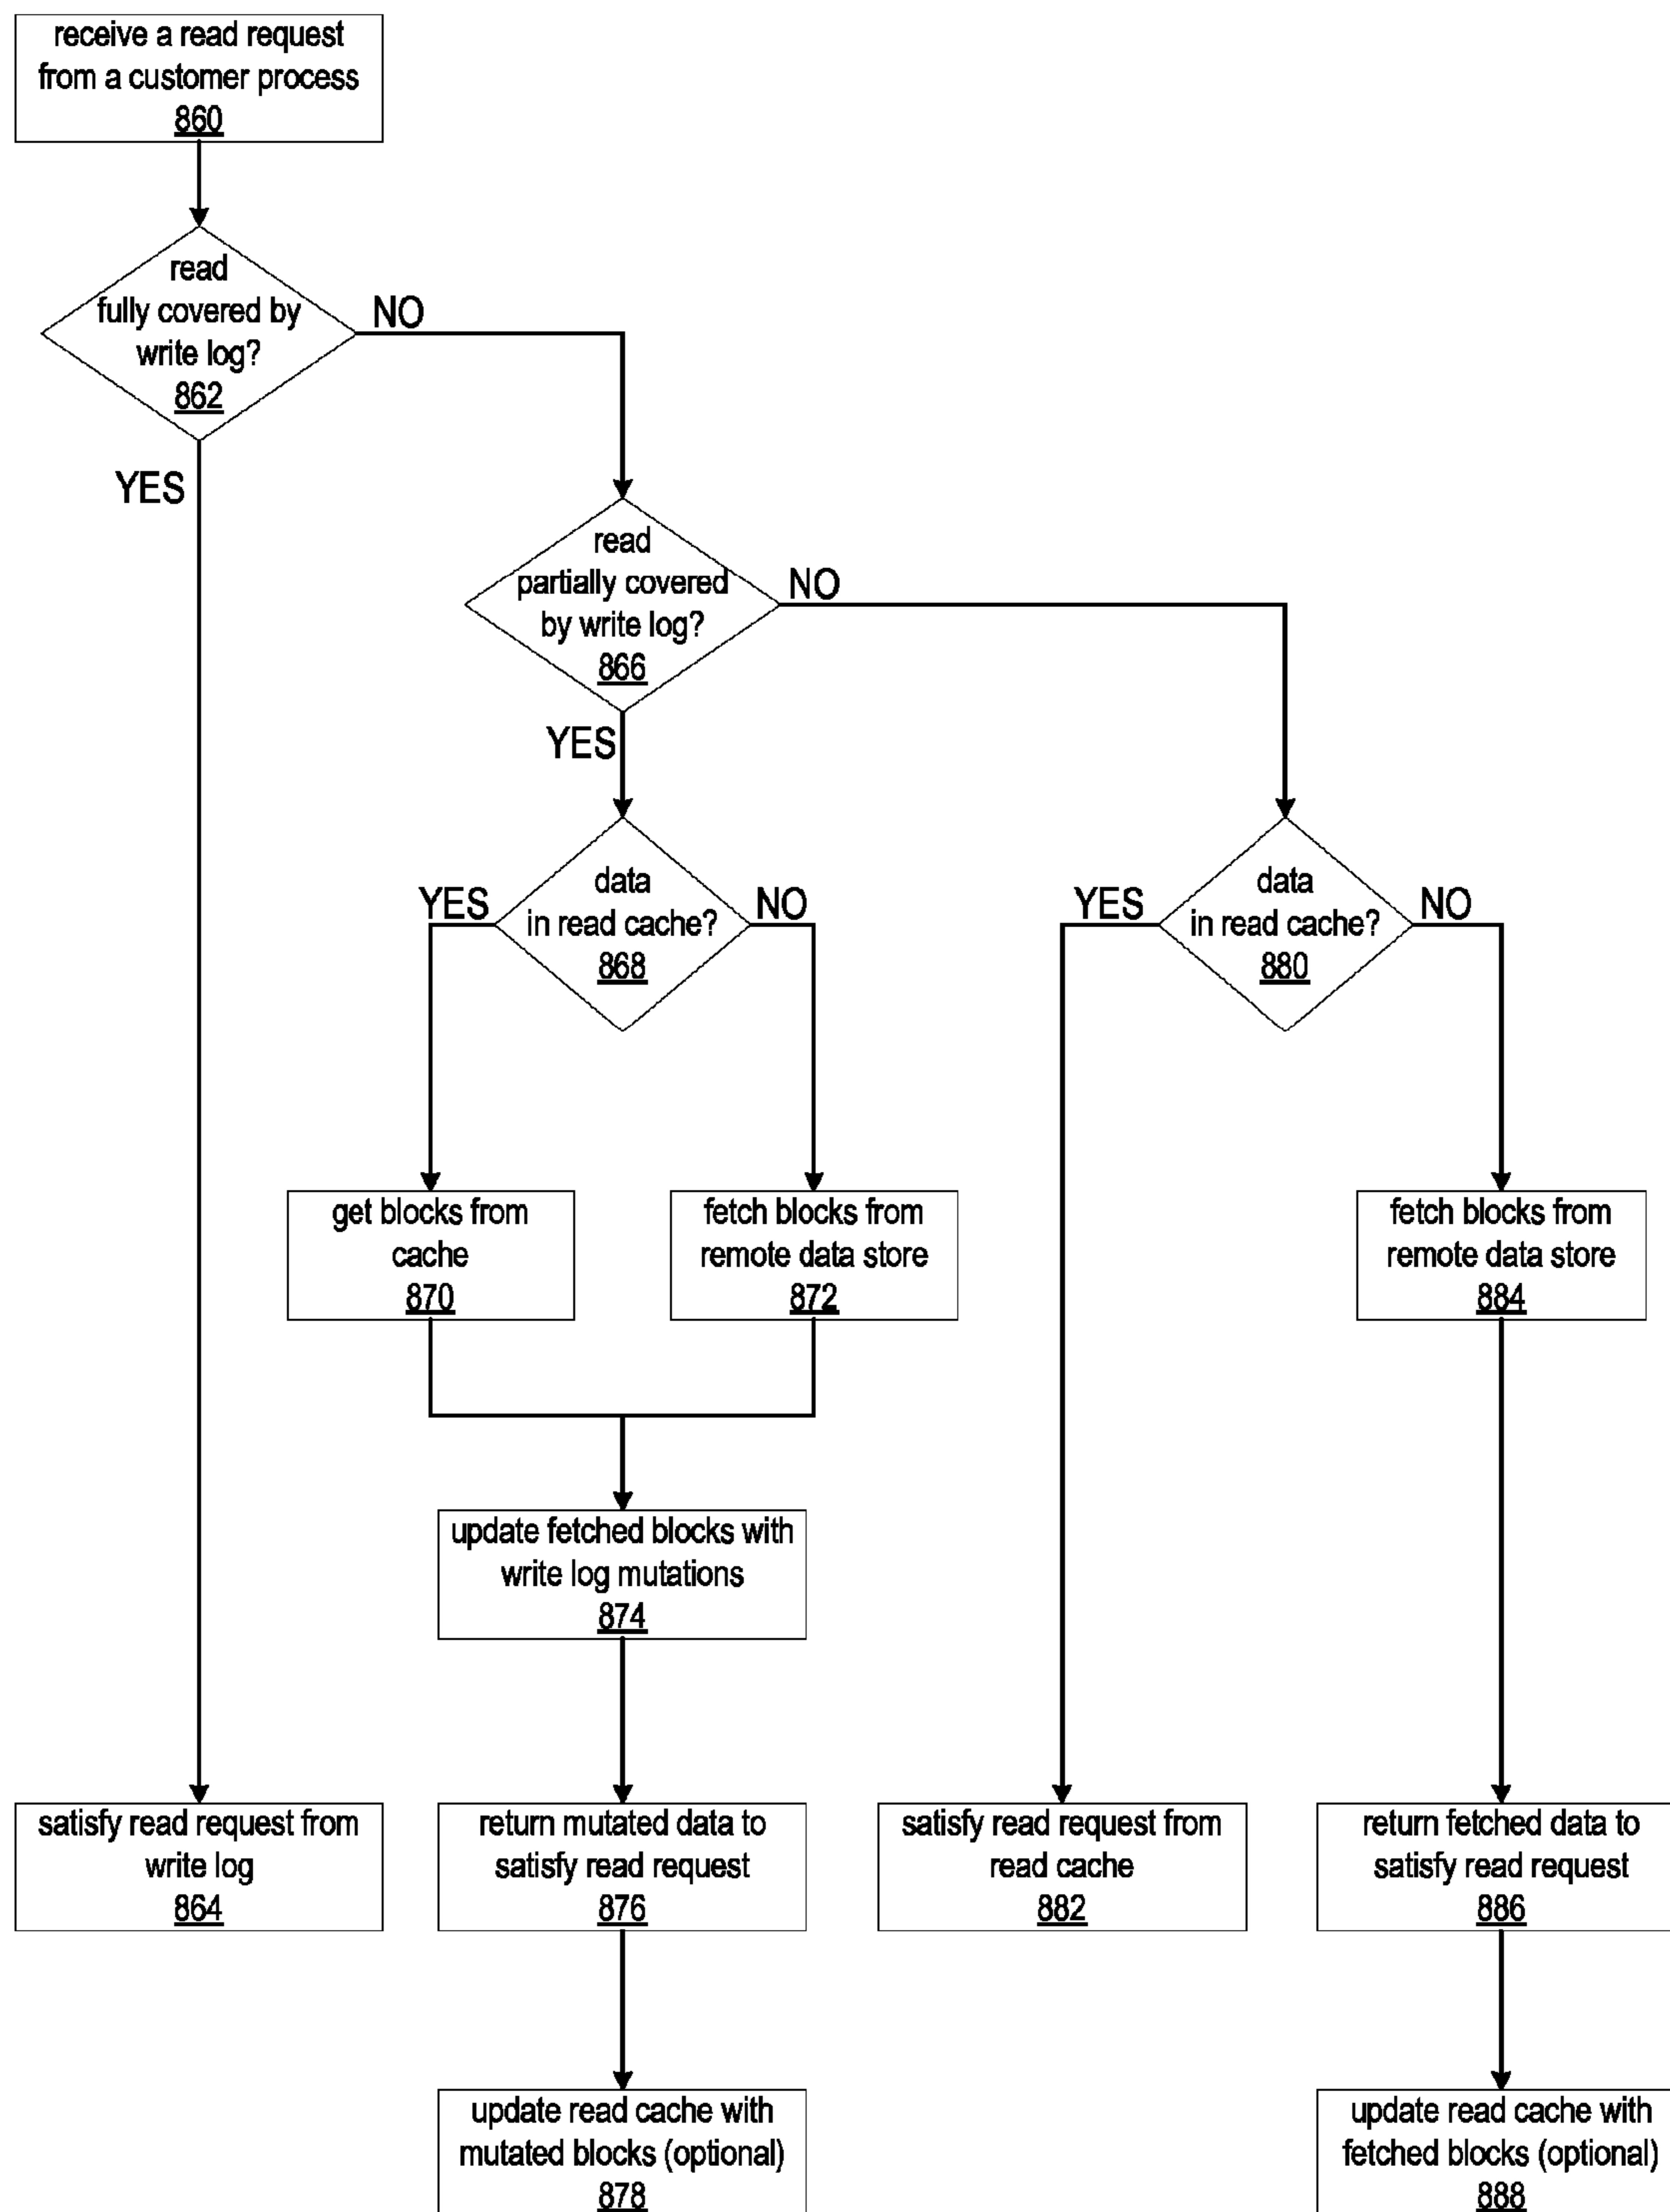 receive a read request
from a customer process
860
read
fully covered by
write log?
862
NO
YES
read
partially covered
by write log?
866
NO
YES
data
in read cache?
868
YES
NO
data
in read cache?
880
YES
NO
get blocks from
cache
870
fetch blocks from
remote data store
872
fetch blocks from
remote data store
884
update fetched blocks with
write log mutations
874
satisfy read request from
write log
864
return mutated data to
satisfy read request
876
satisfy read request from
read cache
882
return fetched data to
satisfy read request
886
update read cache with
mutated blocks (optional)
878
update read cache with
fetched blocks (optional)
888